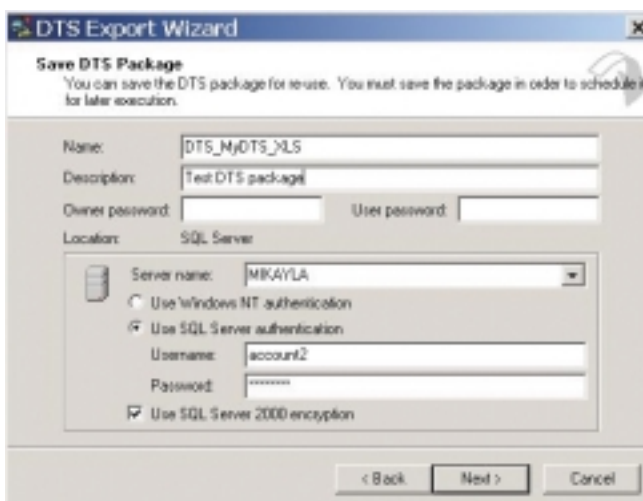 DTS Export Wizard
Save DTS Package
You can save the DTS package for re-use. You must save the package in order to schedule i
for later execution.
Name: DTS_MyDTS_XLS
Description: Test DTS package
Owner password: User password:
Location: SQL Server
Server name: MIKAYLA
Use Windows NT authentication
Use SQL Server authentication
Username: account2
Password: ********
Use SQL Server 2000 encryption
< Back Next > Cancel